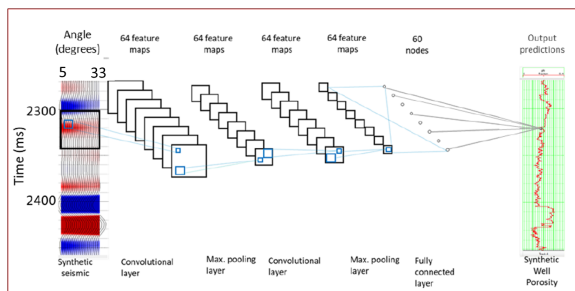 Angle
(degrees)
5 33
64 feature
maps
64 feature
maps
64 feature
maps
64 feature
maps
60
nodes
Output
predictions
Time (ms)
2300
2400
Synthetic
seismic
Convolutional
layer
Max. pooling
layer
Convolutional
layer
Max. pooling
layer
Fully
connected layer
Synthetic
Well
Porosity